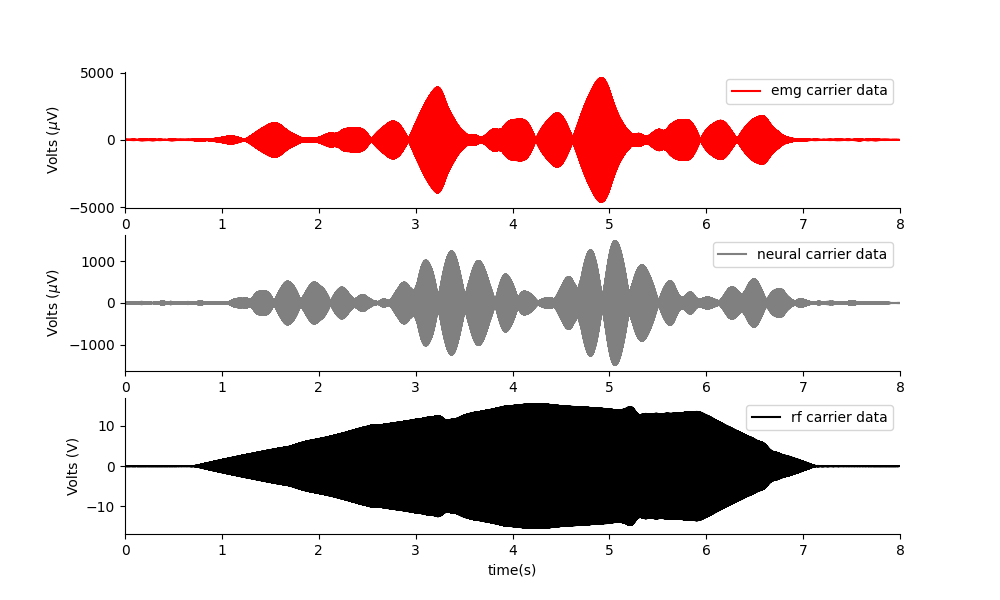 5000
0
−5000
Volts (μV)
emg carrier data
0 1 2 3 4 5 6 7 8
1000
0
−1000
Volts (μV)
neural carrier data
0 1 2 3 4 5 6 7 8
10
0
−10
Volts (V)
rf carrier data
0 1 2 3 4 5 6 7 8
time(s)